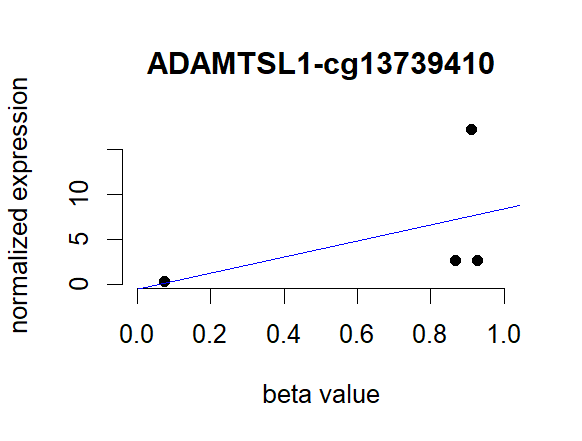 ADAMTSL1-cg13739410
normalized expression
10
5
0
0.0 0.2 0.4 0.6 0.8 1.0
beta value